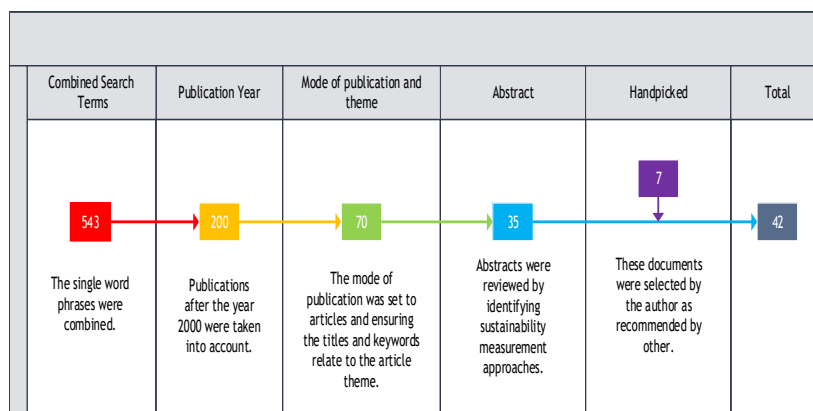 Combined Search
Terms
Publication Year
Mode of publication and
theme
Abstract
Handpicked
Total
543
200
70
35
7
42
The single word
phrases were
combined.
Publications
after the year
2000 were taken
into account.
The mode of
publication was set to
articles and ensuring
the titles and keywords
relate to the article
theme.
Abstracts were
reviewed by
identifying
sustainability
measurement
approaches.
These documents
were selected by
the author as
recommended by
other.